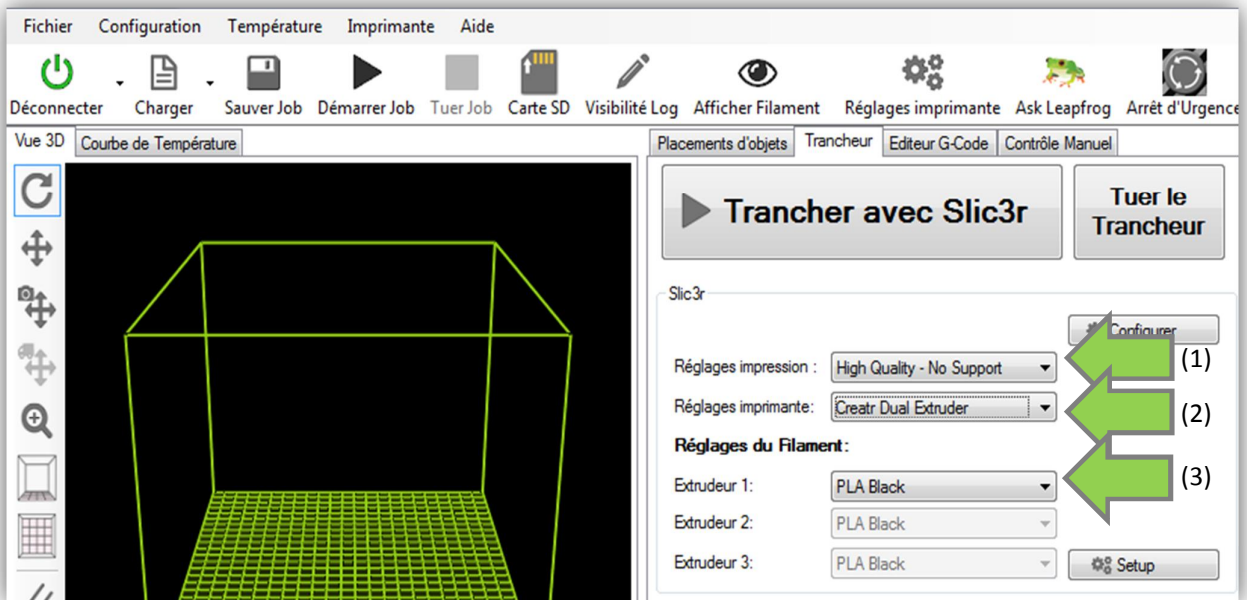 Fichier Configuration Température Imprimante Aide
Déconnecter Charger Sauver Job Démarrer Job Tuer Job Carte SD Visibilité Log Afficher Filament Réglages imprimante Ask Leapfrog Arrêt d'Urgence
Vue 3D Courbe de Température Placements d'objets Trancheur Editeur G-Code Contrôle Manuel
Trancher avec Slic3r
Tuer le
Trancheur
Slic3r
Configurer
Réglages impression : High Quality - No Support (1)
Réglages imprimante: Creatr Dual Extruder (2)
Réglages du Filament:
Extrudeur 1: PLA Black (3)
Extrudeur 2: PLA Black
Extrudeur 3: PLA Black Setup